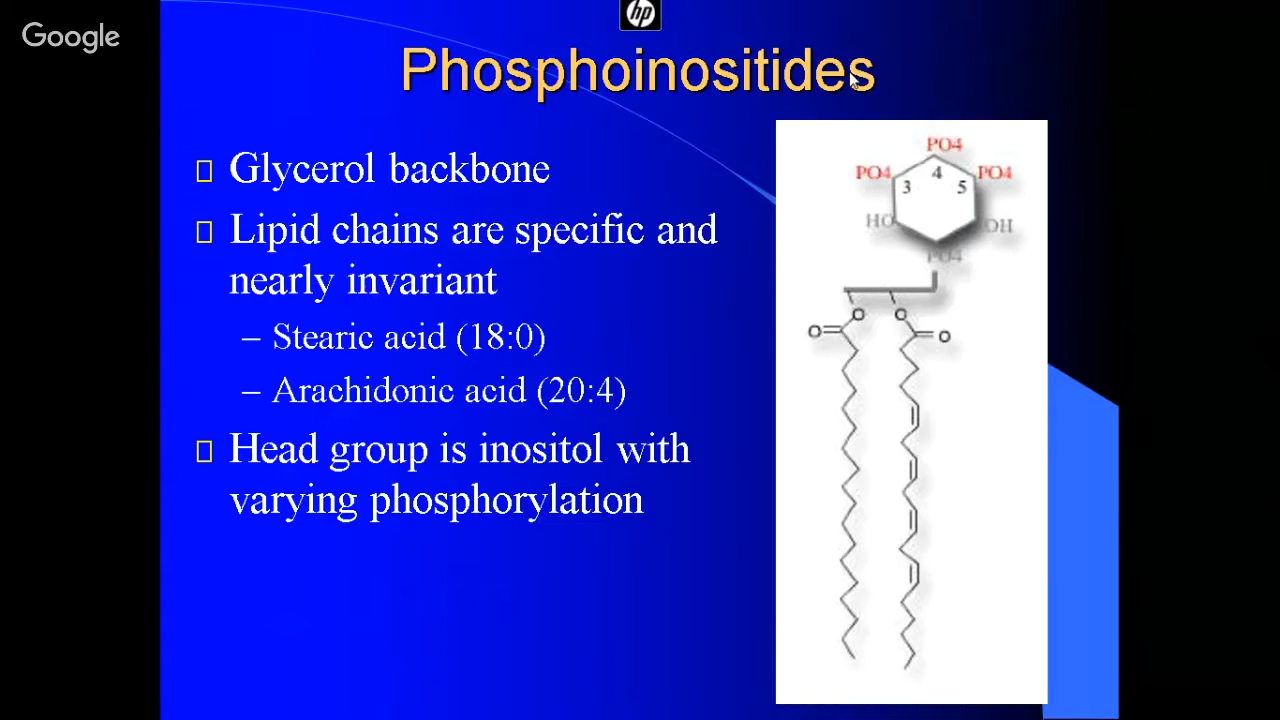 Google
hp
Phosphoinositides
Glycerol backbone
Lipid chains are specific and
nearly invariant
– Stearic acid (18:0)
– Arachidonic acid (20:4)
Head group is inositol with
varying phosphorylation
PO4
PO4 3 4 5 PO4
HO OH
PO4
O O
O O